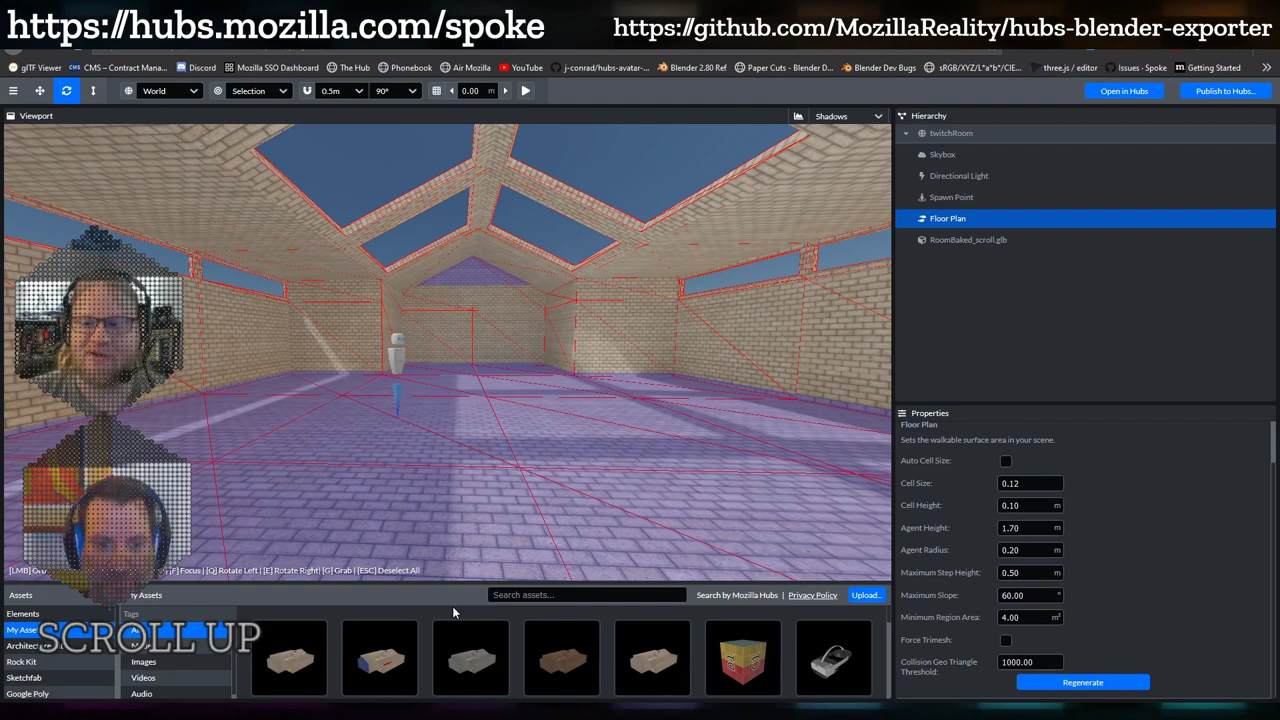 https://hubs.mozilla.com/spoke
https://github.com/MozillaReality/hubs-blender-exporter
glTF Viewer
CMS – Contract Mana...
Discord
Mozilla SSO Dashboard
The Hub
Phonebook
Air Mozilla
YouTube
j-conrad/hubs-avatar-...
Blender 2.80 Ref
Paper Cuts - Blender D...
Blender Dev Bugs
sRGB/XYZ/L*a*b*/CIE...
three.js / editor
Issues · Spoke
Getting Started
World
Selection
0.5m
90°
0.00 m
Open in Hubs
Publish to Hubs...
Viewport
Shadows
Hierarchy
twitchRoom
Skybox
Directional Light
Spawn Point
Floor Plan
RoomBaked_scroll.glb
Properties
Floor Plan
Sets the walkable surface area in your scene.
Auto Cell Size:
Cell Size: 0.12
Cell Height: 0.10 m
Agent Height: 1.70 m
Agent Radius: 0.20 m
Maximum Step Height: 0.50 m
Maximum Slope: 60.00 °
Minimum Region Area: 4.00 m²
Force Trimesh:
Collision Geo Triangle
Threshold: 1000.00
Regenerate
[F] Focus | [Q] Rotate Left | [E] Rotate Right | [G] Grab | [ESC] Deselect All
Assets
My Assets
Search assets...
Search by Mozilla Hubs | Privacy Policy
Upload...
Elements
Tags
SCROLL UP
Rock Kit
Images
Sketchfab
Videos
Google Poly
Audio